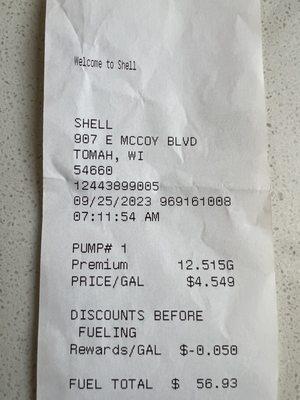 Welcome to Shell
SHELL
907 E MCCOY BLVD
TOMAH, WI
54660
12443899005
09/25/2023 969161008
07:11:54 AM
PUMP# 1
Premium 12.515G
PRICE/GAL $4.549
DISCOUNTS BEFORE
FUELING
Rewards/GAL $-0.050
FUEL TOTAL $ 56.93